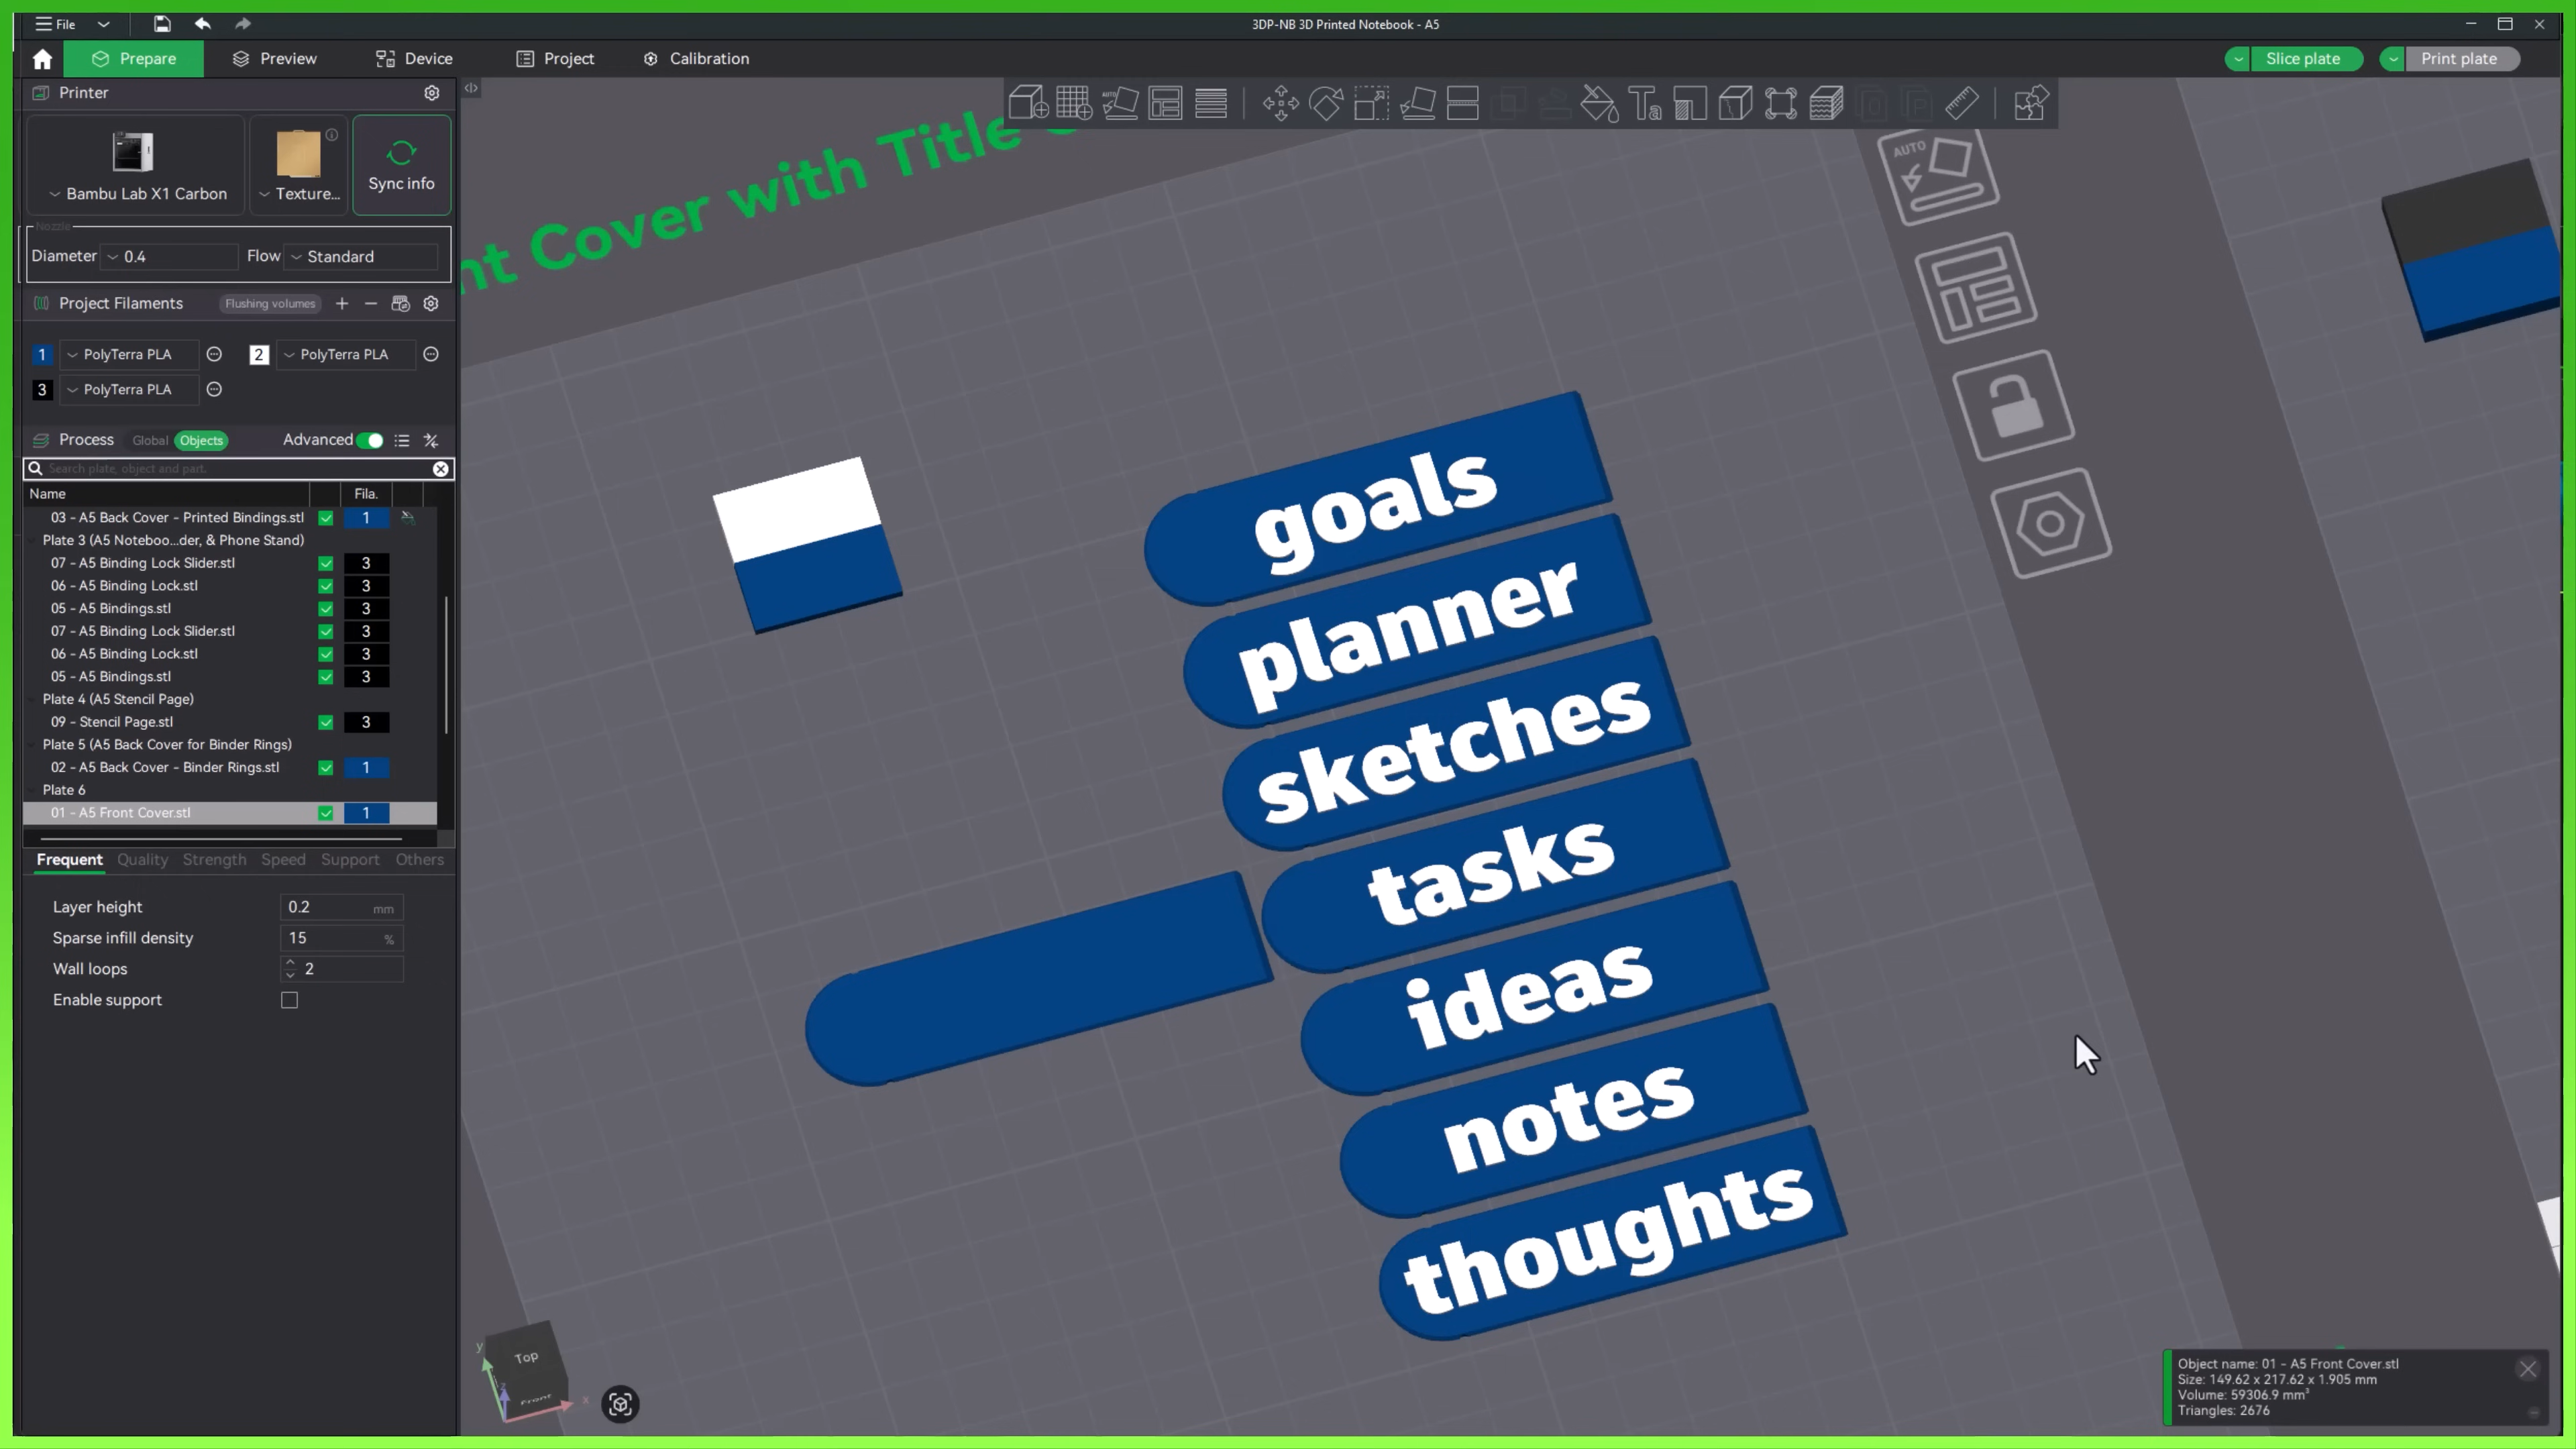 File
3DP-NB 3D Printed Notebook - A5
Prepare
Preview
Device
Project
Calibration
Slice plate
Print plate
Printer
Bambu Lab X1 Carbon
Texture...
Sync info
Nozzle
Diameter
0.4
Flow
Standard
Project Filaments
Flushing volumes
1
PolyTerra PLA
2
PolyTerra PLA
3
PolyTerra PLA
Process
Global
Objects
Advanced
Search plate, object and part.
Name
Fila.
03 - A5 Back Cover - Printed Bindings.stl
1
Plate 3 (A5 Noteboo...der, & Phone Stand)
07 - A5 Binding Lock Slider.stl
3
06 - A5 Binding Lock.stl
3
05 - A5 Bindings.stl
3
07 - A5 Binding Lock Slider.stl
3
06 - A5 Binding Lock.stl
3
05 - A5 Bindings.stl
3
Plate 4 (A5 Stencil Page)
09 - Stencil Page.stl
3
Plate 5 (A5 Back Cover for Binder Rings)
02 - A5 Back Cover - Binder Rings.stl
1
Plate 6
01 - A5 Front Cover.stl
1
Frequent
Quality
Strength
Speed
Support
Others
Layer height
0.2
mm
Sparse infill density
15
%
Wall loops
2
Enable support
nt Cover with Title
AUTO
goals
planner
sketches
tasks
ideas
notes
thoughts
Top
Front
y
z
x
Object name: 01 - A5 Front Cover.stl
Size: 149.62 x 217.62 x 1.905 mm
Volume: 59306.9 mm³
Triangles: 2676